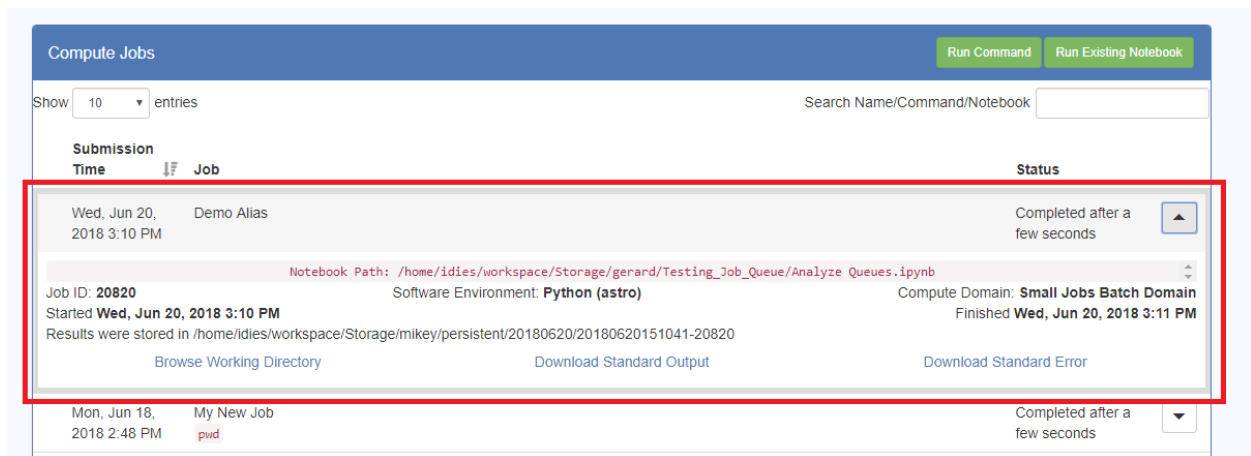 Compute Jobs Run Command Run Existing Notebook
Show 10 entries Search Name/Command/Notebook
Submission
Time Job Status
Wed, Jun 20, Demo Alias Completed after a
2018 3:10 PM few seconds
Notebook Path: /home/idies/workspace/Storage/gerard/Testing_Job_Queue/Analyze Queues.ipynb
Job ID: 20820 Software Environment: Python (astro) Compute Domain: Small Jobs Batch Domain
Started Wed, Jun 20, 2018 3:10 PM Finished Wed, Jun 20, 2018 3:11 PM
Results were stored in /home/idies/workspace/Storage/mikey/persistent/20180620/20180620151041-20820
Browse Working Directory Download Standard Output Download Standard Error
Mon, Jun 18, My New Job Completed after a
2018 2:48 PM pwd few seconds